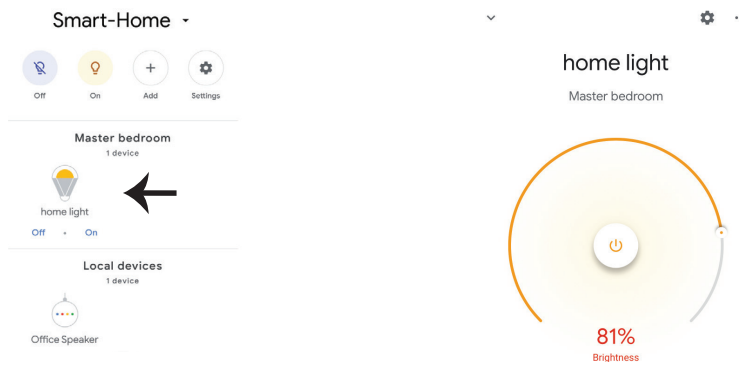 Smart-Home
Off On Add Settings
Master bedroom
1 device
home light
Off • On
Local devices
1 device
Office Speaker
home light
Master bedroom
81%
Brightness